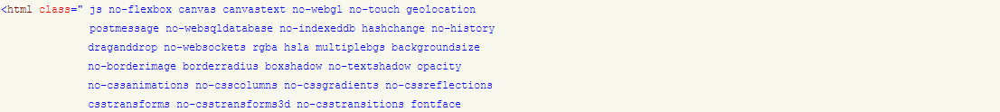 <html class=" js no-flexbox canvas canvastext no-webgl no-touch geolocation
postmessage no-websqldatabase no-indexeddb hashchange no-history
draganddrop no-websockets rgba hsla multiplebgs backgroundsize
no-borderimage borderradius boxshadow no-textshadow opacity
no-cssanimations no-csscolumns no-cssgradients no-cssreflections
csstransforms no-csstransforms3d no-csstransitions fontface